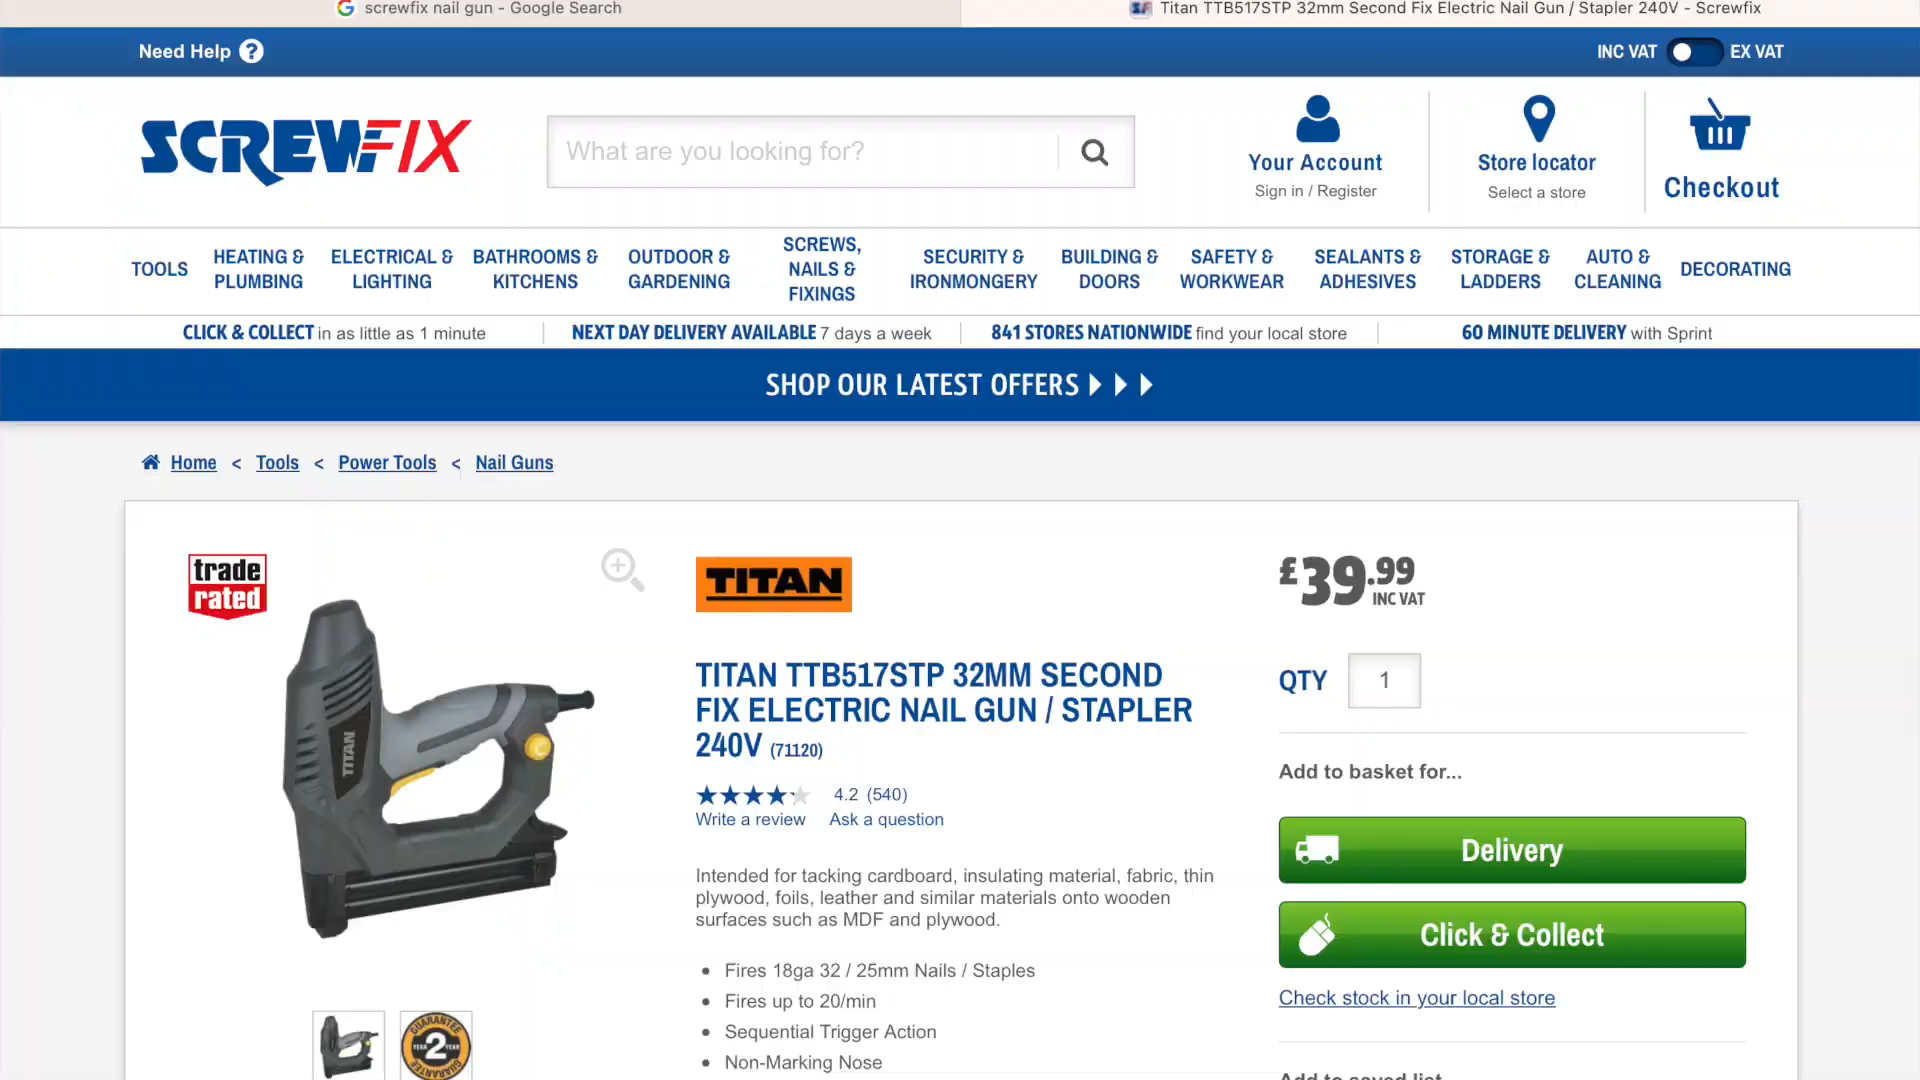 screwfix nail gun - Google Search
Titan TTB517STP 32mm Second Fix Electric Nail Gun / Stapler 240V - Screwfix
Need Help ?
INC VAT EX VAT
SCREWFIX
What are you looking for?
Your Account
Sign in / Register
Store locator
Select a store
Checkout
TOOLS
HEATING &
PLUMBING
ELECTRICAL &
LIGHTING
BATHROOMS &
KITCHENS
OUTDOOR &
GARDENING
SCREWS,
NAILS &
FIXINGS
SECURITY &
IRONMONGERY
BUILDING &
DOORS
SAFETY &
WORKWEAR
SEALANTS &
ADHESIVES
STORAGE &
LADDERS
AUTO &
CLEANING
DECORATING
CLICK & COLLECT in as little as 1 minute
NEXT DAY DELIVERY AVAILABLE 7 days a week
841 STORES NATIONWIDE find your local store
60 MINUTE DELIVERY with Sprint
SHOP OUR LATEST OFFERS
Home < Tools < Power Tools < Nail Guns
trade
rated
TITAN
TITAN
TITAN TTB517STP 32MM SECOND
FIX ELECTRIC NAIL GUN / STAPLER
240V (71120)
4.2 (540)
Write a review Ask a question
Intended for tacking cardboard, insulating material, fabric, thin
plywood, foils, leather and similar materials onto wooden
surfaces such as MDF and plywood.
• Fires 18ga 32 / 25mm Nails / Staples
• Fires up to 20/min
• Sequential Trigger Action
• Non-Marking Nose
GUARANTEE
YEAR 2 YEAR
GUARANTEE
£39.99
INC VAT
QTY 1
Add to basket for...
Delivery
Click & Collect
Check stock in your local store
Add to saved list